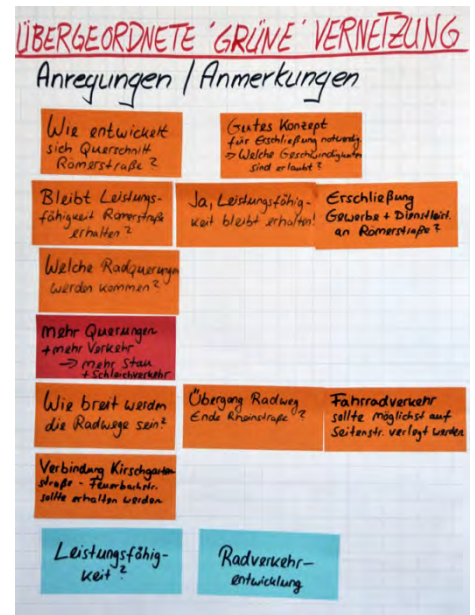 ÜBERGEORDNETE 'GRÜNE' VERNETZUNG
Anregungen / Anmerkungen
Wie entwickelt
sich Querschnitt
Römerstraße?
Gutes Konzept
für Erschließung notwendig
→ Welche Geschwindigkeiten
sind erlaubt?
Bleibt Leistungs-
fähigkeit Römerstraße
erhalten?
Ja, Leistungsfähig-
keit bleibt erhalten!
Erschließung
Gewerbe + Dienstleist.
an Römerstraße?
Welche Radquerungen
werden kommen?
mehr Querungen
+ mehr Verkehr
→ mehr Stau
+ Schleichverkehr
Wie breit werden
die Radwege sein?
Übergang Radweg
Ende Rheinstraße?
Fahrradverkehr
sollte möglichst auf
Seitenstr. verlegt werden
Verbindung Kirschgarten
straße - Feuerbachstr.
sollte erhalten werden
Leistungsfähig-
keit?
Radverkehr-
entwicklung